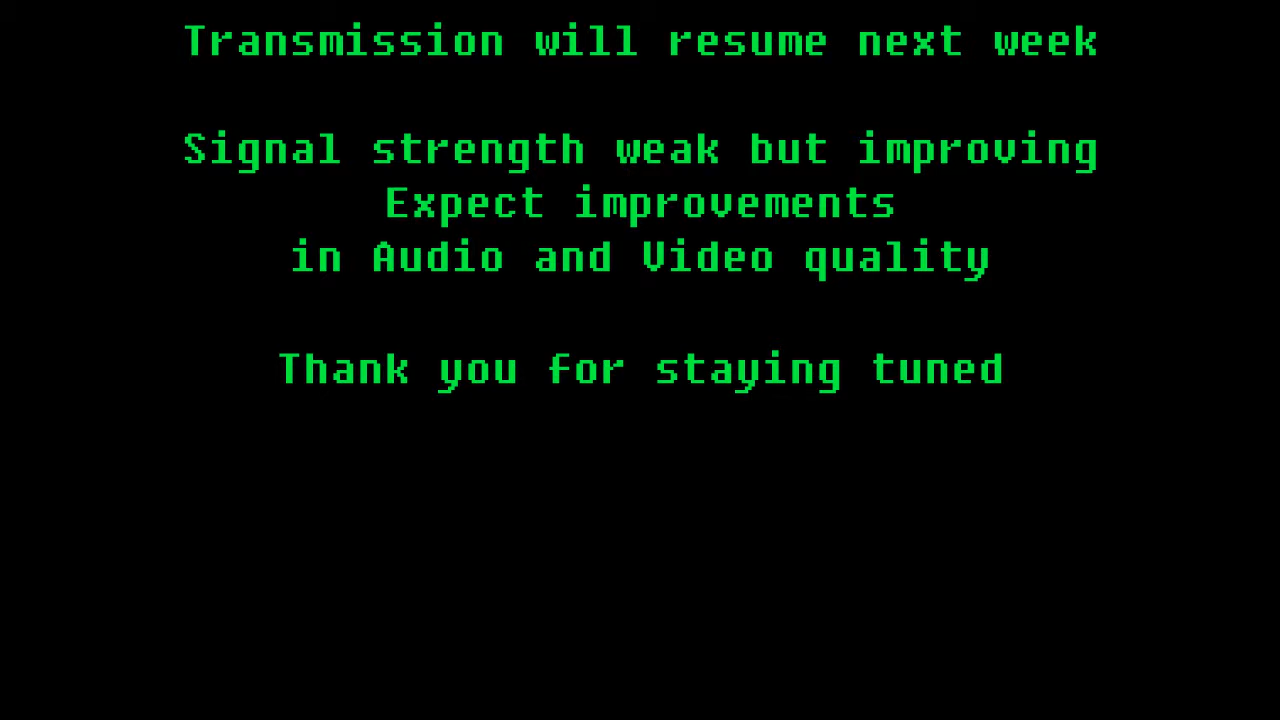 Transmission will resume next week
Signal strength weak but improving
Expect improvements
in Audio and Video quality
Thank you for staying tuned